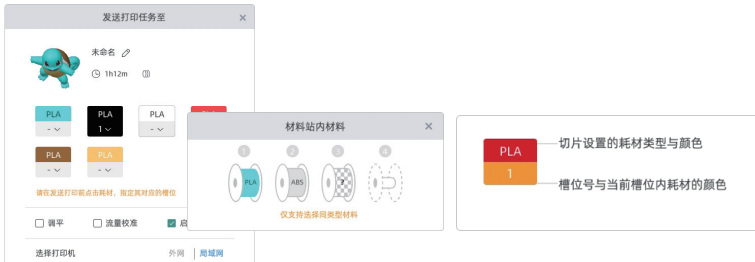 发送打印任务至 ×
未命名
1h12m
PLA PLA PLA
- 1 -
PLA PLA
- -
请在发送打印前点击耗材，指定其对应的槽位
调平 流量校准 启
选择打印机 外网 局域网
材料站内材料 ×
1 2 3 4
PLA ABS ?
仅支持选择同类型材料
PLA 切片设置的耗材类型与颜色
1 槽位号与当前槽位内耗材的颜色